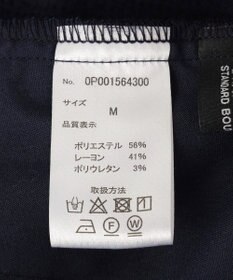 No. 0P001564300
サイズ
M
品質表示
ポリエステル 56%
レーヨン 41%
ポリウレタン 3%
取扱方法
STANDARD BOU